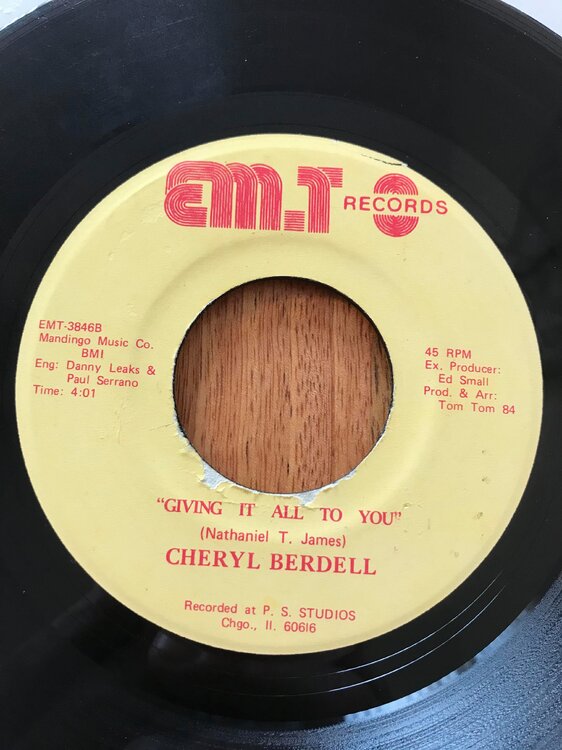 EM.T RECORDS
EMT-3846B
Mandingo Music Co.
BMI
Eng: Danny Leaks &
Paul Serrano
Time: 4:01
45 RPM
Ex. Producer:
Ed Small
Prod. & Arr:
Tom Tom 84
"GIVING IT ALL TO YOU"
(Nathaniel T. James)
CHERYL BERDELL
Recorded at P. S. STUDIOS
Chgo., Il. 60616